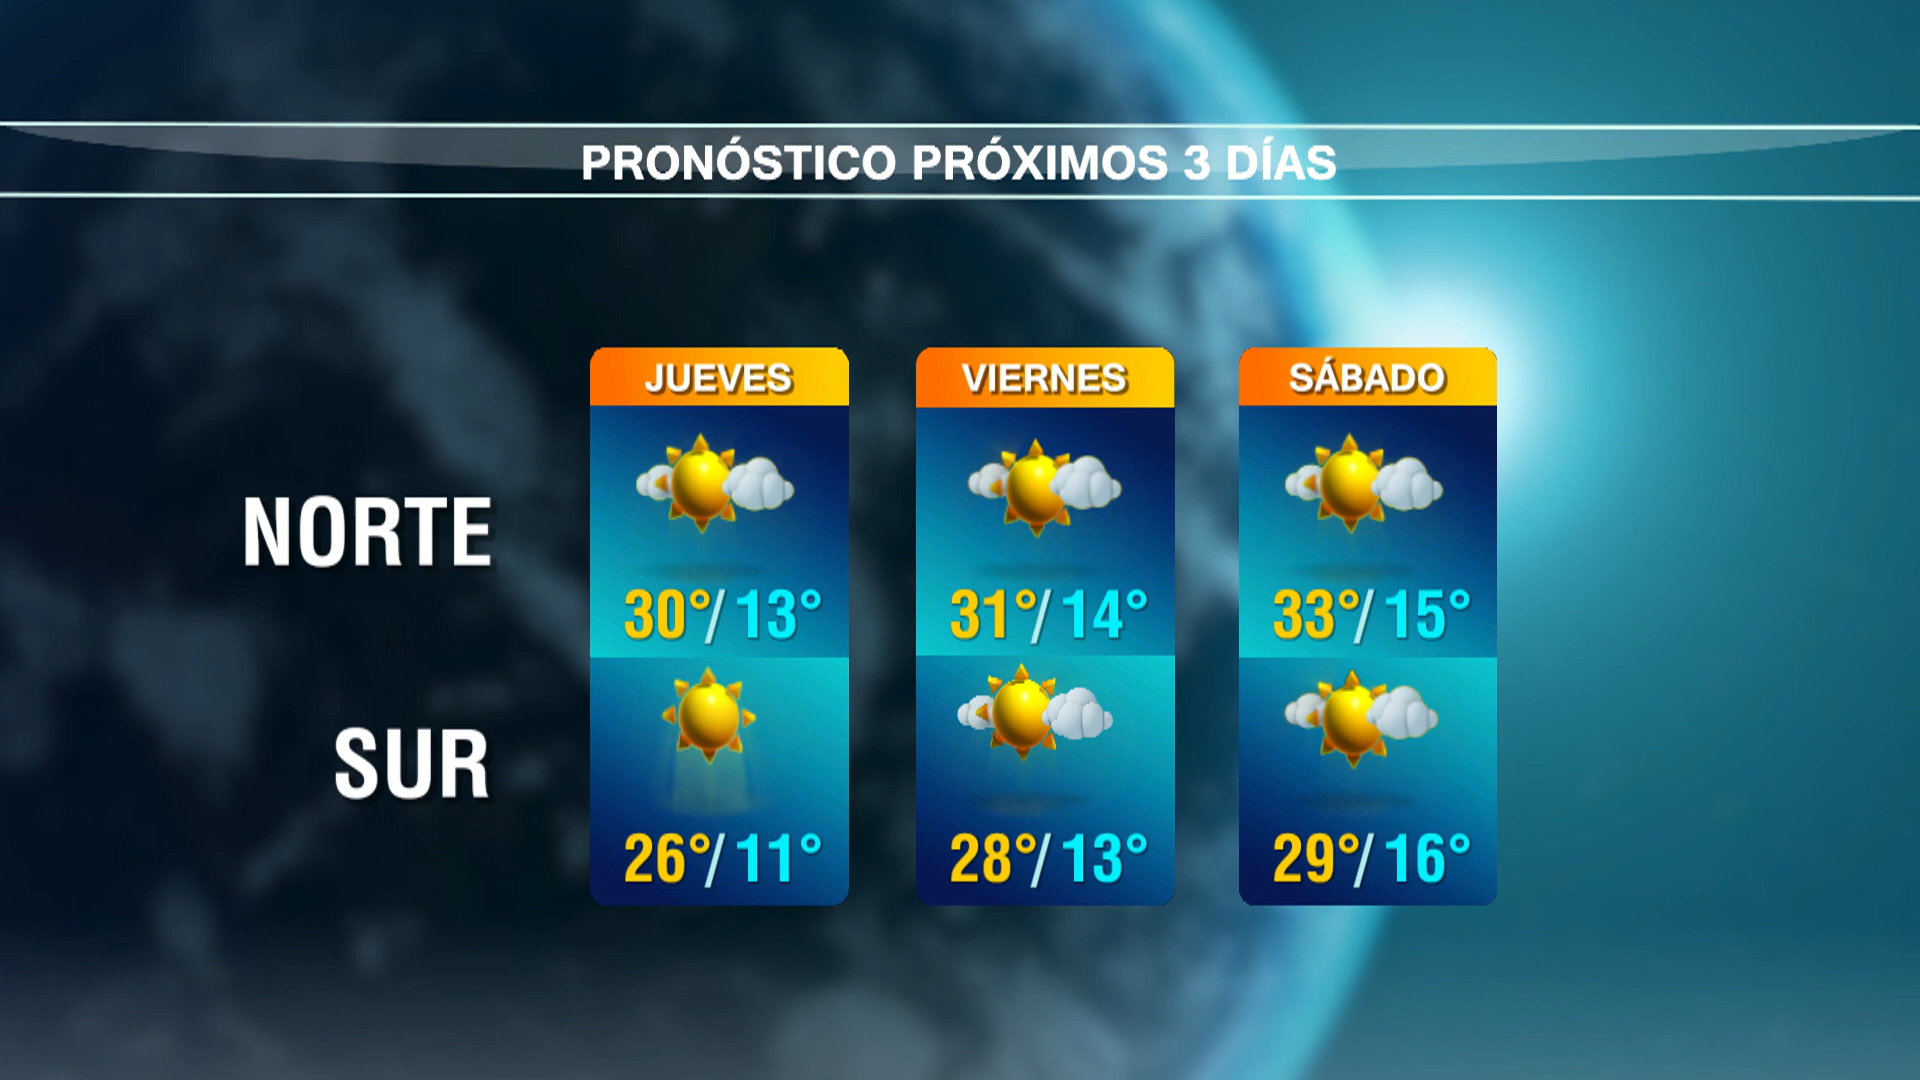 PRONÓSTICO PRÓXIMOS 3 DÍAS
JUEVES VIERNES SÁBADO
NORTE
30°/13° 31°/14° 33°/15°
SUR
26°/11° 28°/13° 29°/16°